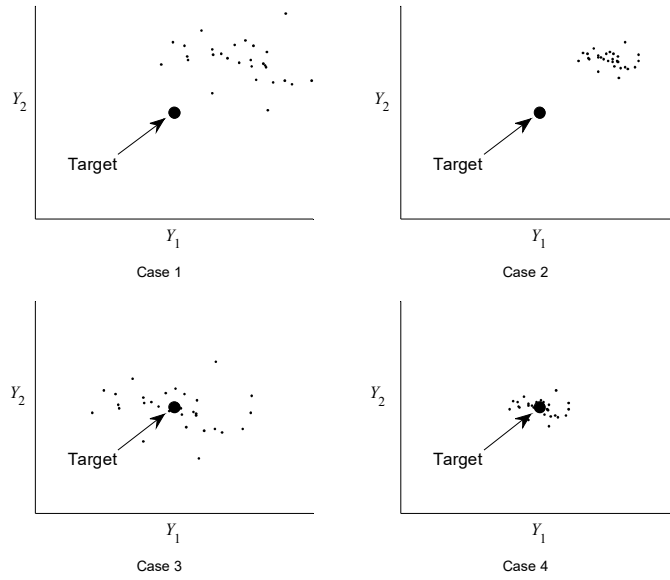 Y2
Target
Y1
Case 1
Y2
Target
Y1
Case 2
Y2
Target
Y1
Case 3
Y2
Target
Y1
Case 4